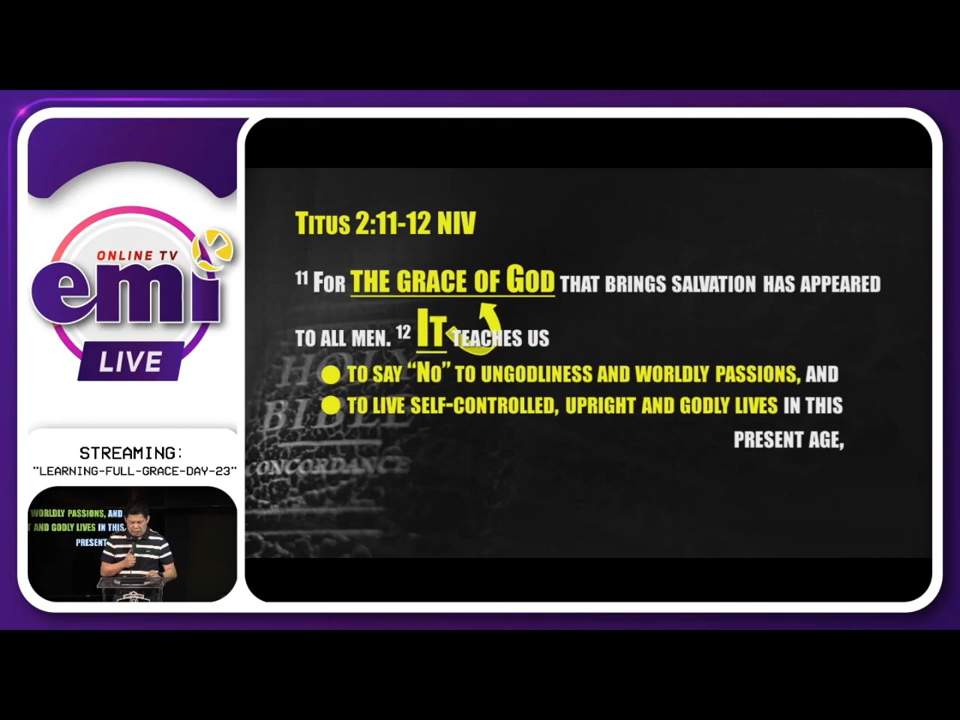 ONLINE TV
emi
LIVE
STREAMING:
"LEARNING-FULL-GRACE-DAY-23"
WORLDLY PASSIONS, AND
T AND GODLY LIVES IN THIS
PRESENT
TITUS 2:11-12 NIV
11 FOR THE GRACE OF GOD THAT BRINGS SALVATION HAS APPEARED
TO ALL MEN. 12 IT TEACHES US
● TO SAY “NO” TO UNGODLINESS AND WORLDLY PASSIONS, AND
● TO LIVE SELF-CONTROLLED, UPRIGHT AND GODLY LIVES IN THIS
PRESENT AGE,
HOLY
BIBLE
CONCORDANCE